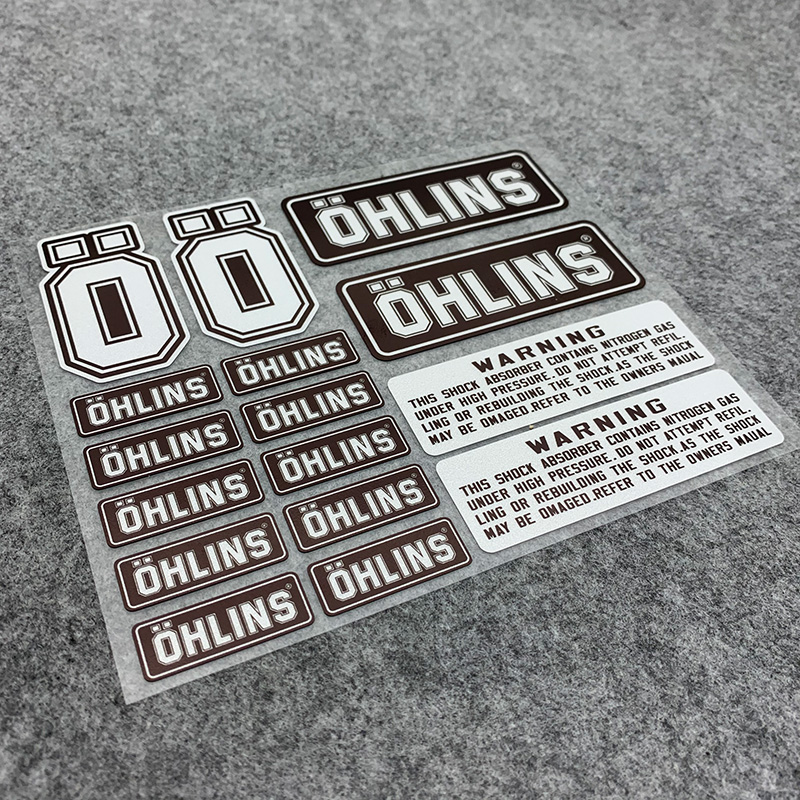 Ö
Ö
ÖHLINS®
ÖHLINS®
ÖHLINS®
ÖHLINS®
ÖHLINS®
ÖHLINS®
ÖHLINS®
ÖHLINS®
ÖHLINS®
ÖHLINS®
ÖHLINS®
ÖHLINS®
WARNING
THIS SHOCK ABSORBER CONTAINS NITROGEN GAS
UNDER HIGH PRESSURE. DO NOT ATTEMPT REFIL.
LING OR REBUILDING THE SHOCK.AS THE SHOCK
MAY BE OMAGED.REFER TO THE OWNERS MAUAL
WARNING
THIS SHOCK ABSORBER CONTAINS NITROGEN GAS
UNDER HIGH PRESSURE. DO NOT ATTEMPT REFIL.
LING OR REBUILDING THE SHOCK.AS THE SHOCK
MAY BE OMAGED.REFER TO THE OWNERS MAUAL